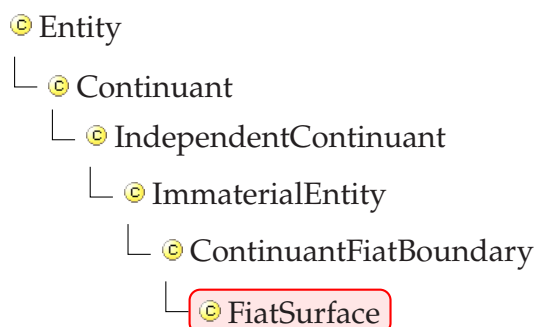 C Entity
C Continuant
C IndependentContinuant
C ImmaterialEntity
C ContinuantFiatBoundary
C FiatSurface